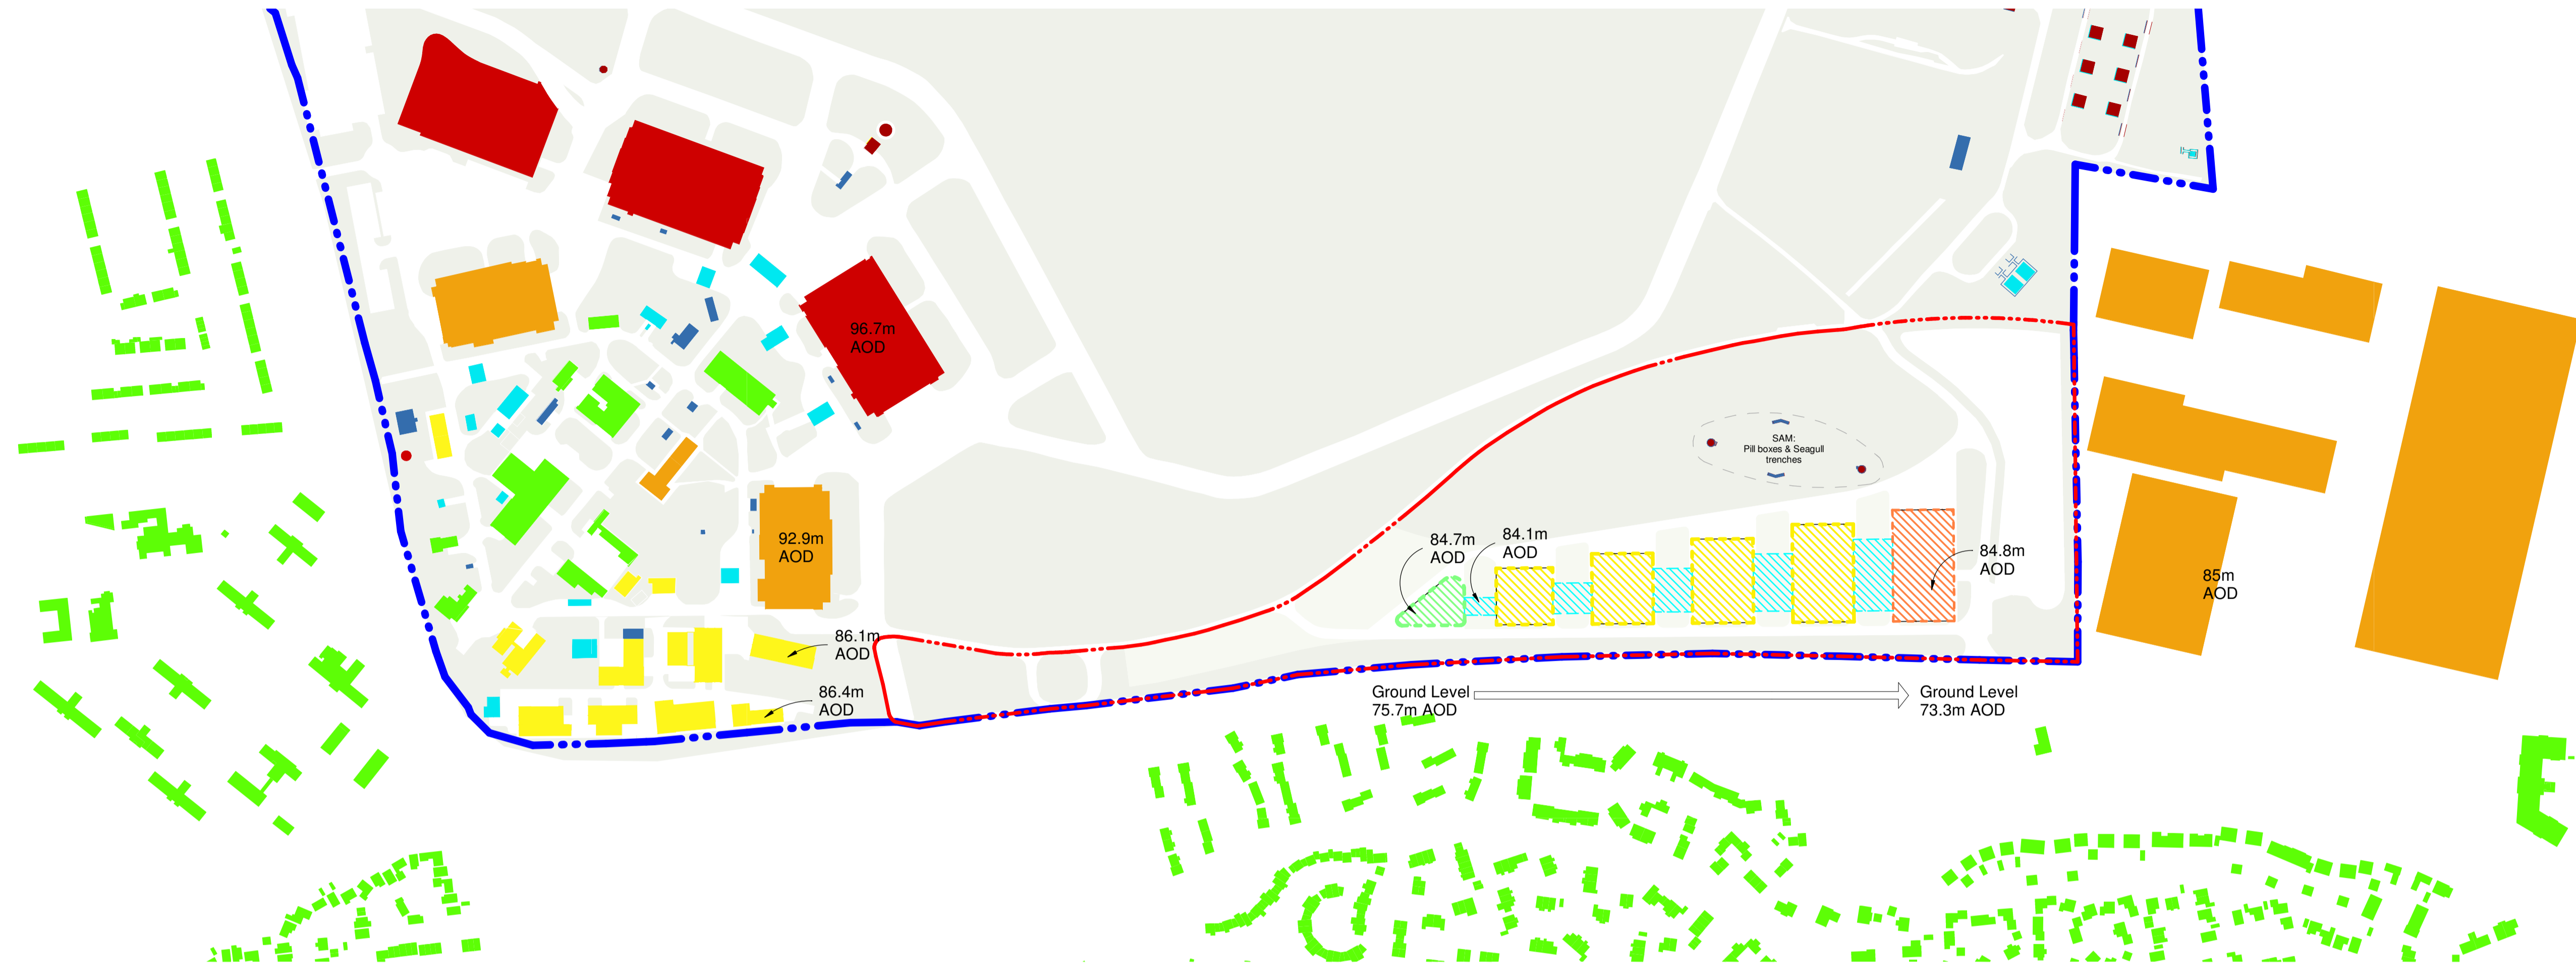 96.7m
AOD
SAM:
Pill boxes & Seagull
trenches
92.9m
AOD
84.7m
AOD
84.1m
AOD
84.8m
AOD
85m
AOD
86.1m
AOD
86.4m
AOD
Ground Level
75.7m AOD
Ground Level
73.3m AOD